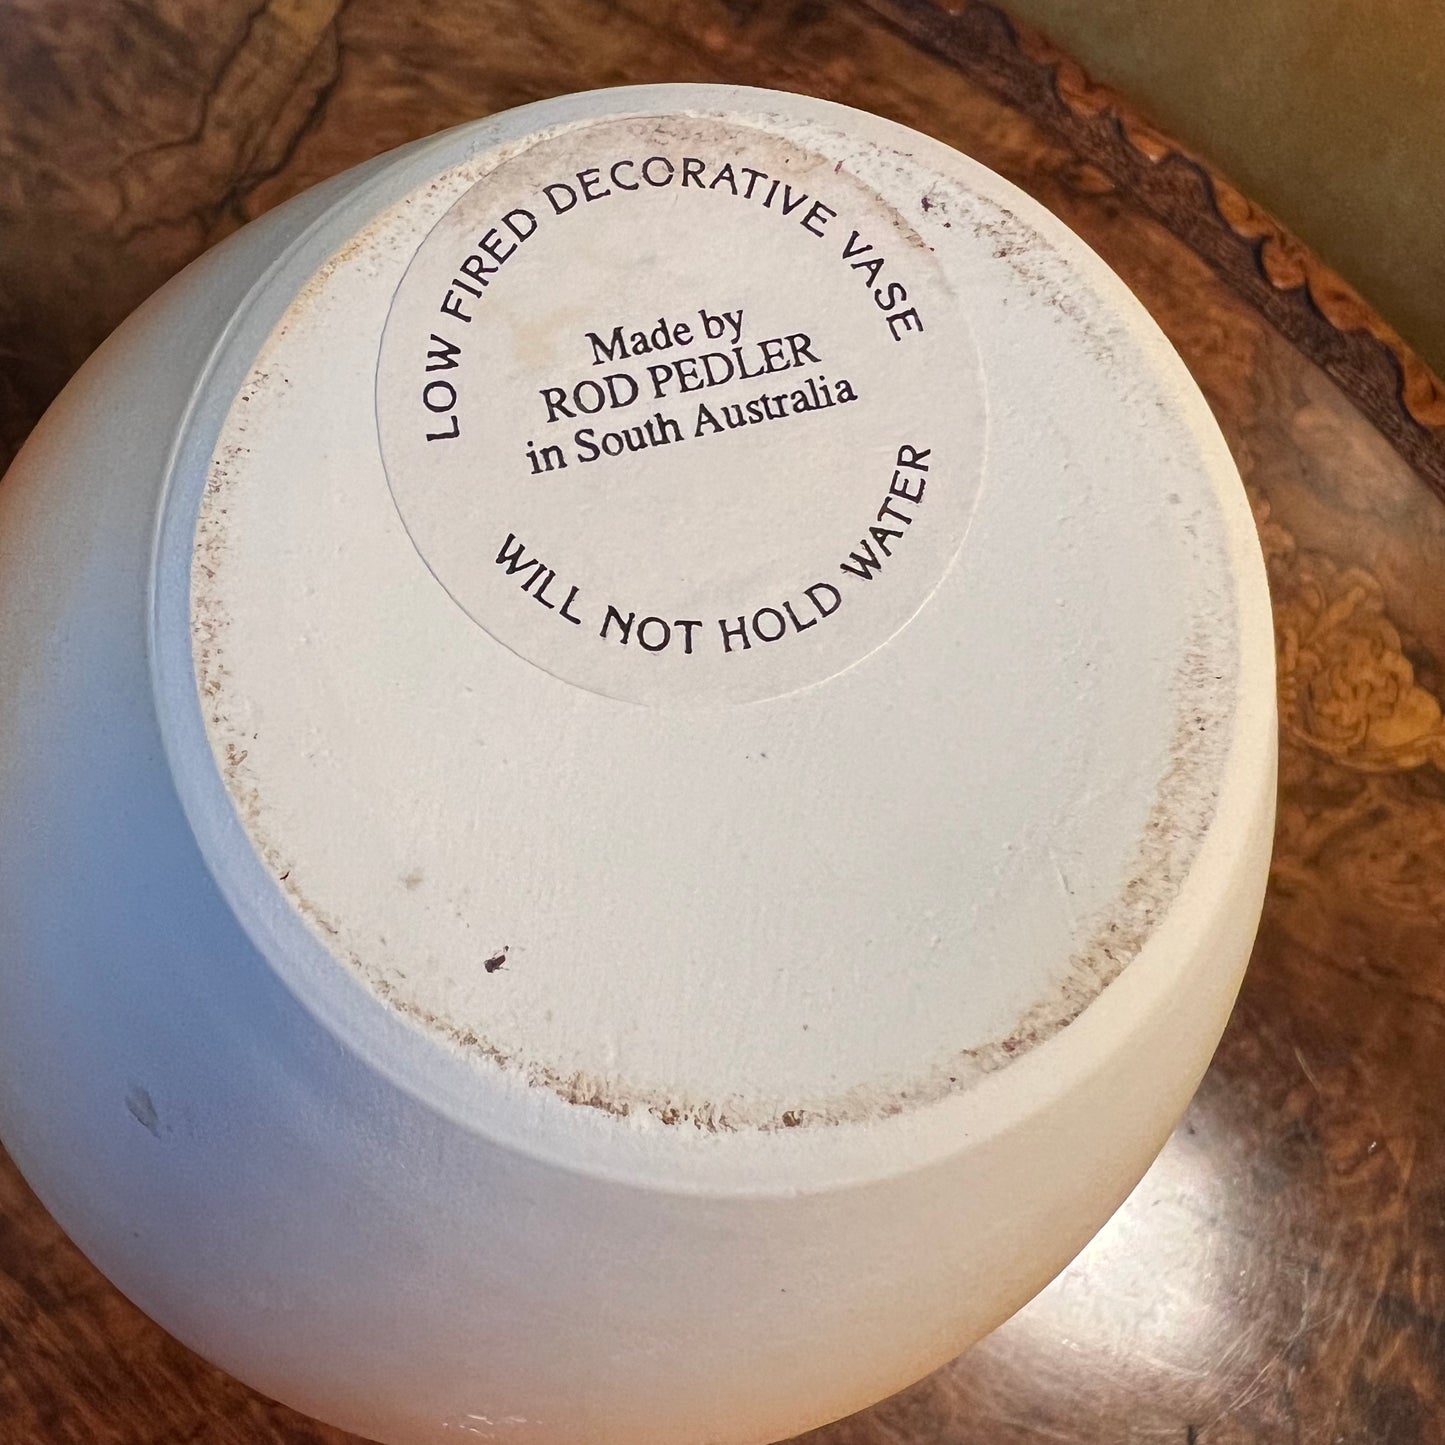 LOW FIRED DECORATIVE VASE
Made by
ROD PEDLER
in South Australia
WILL NOT HOLD WATER